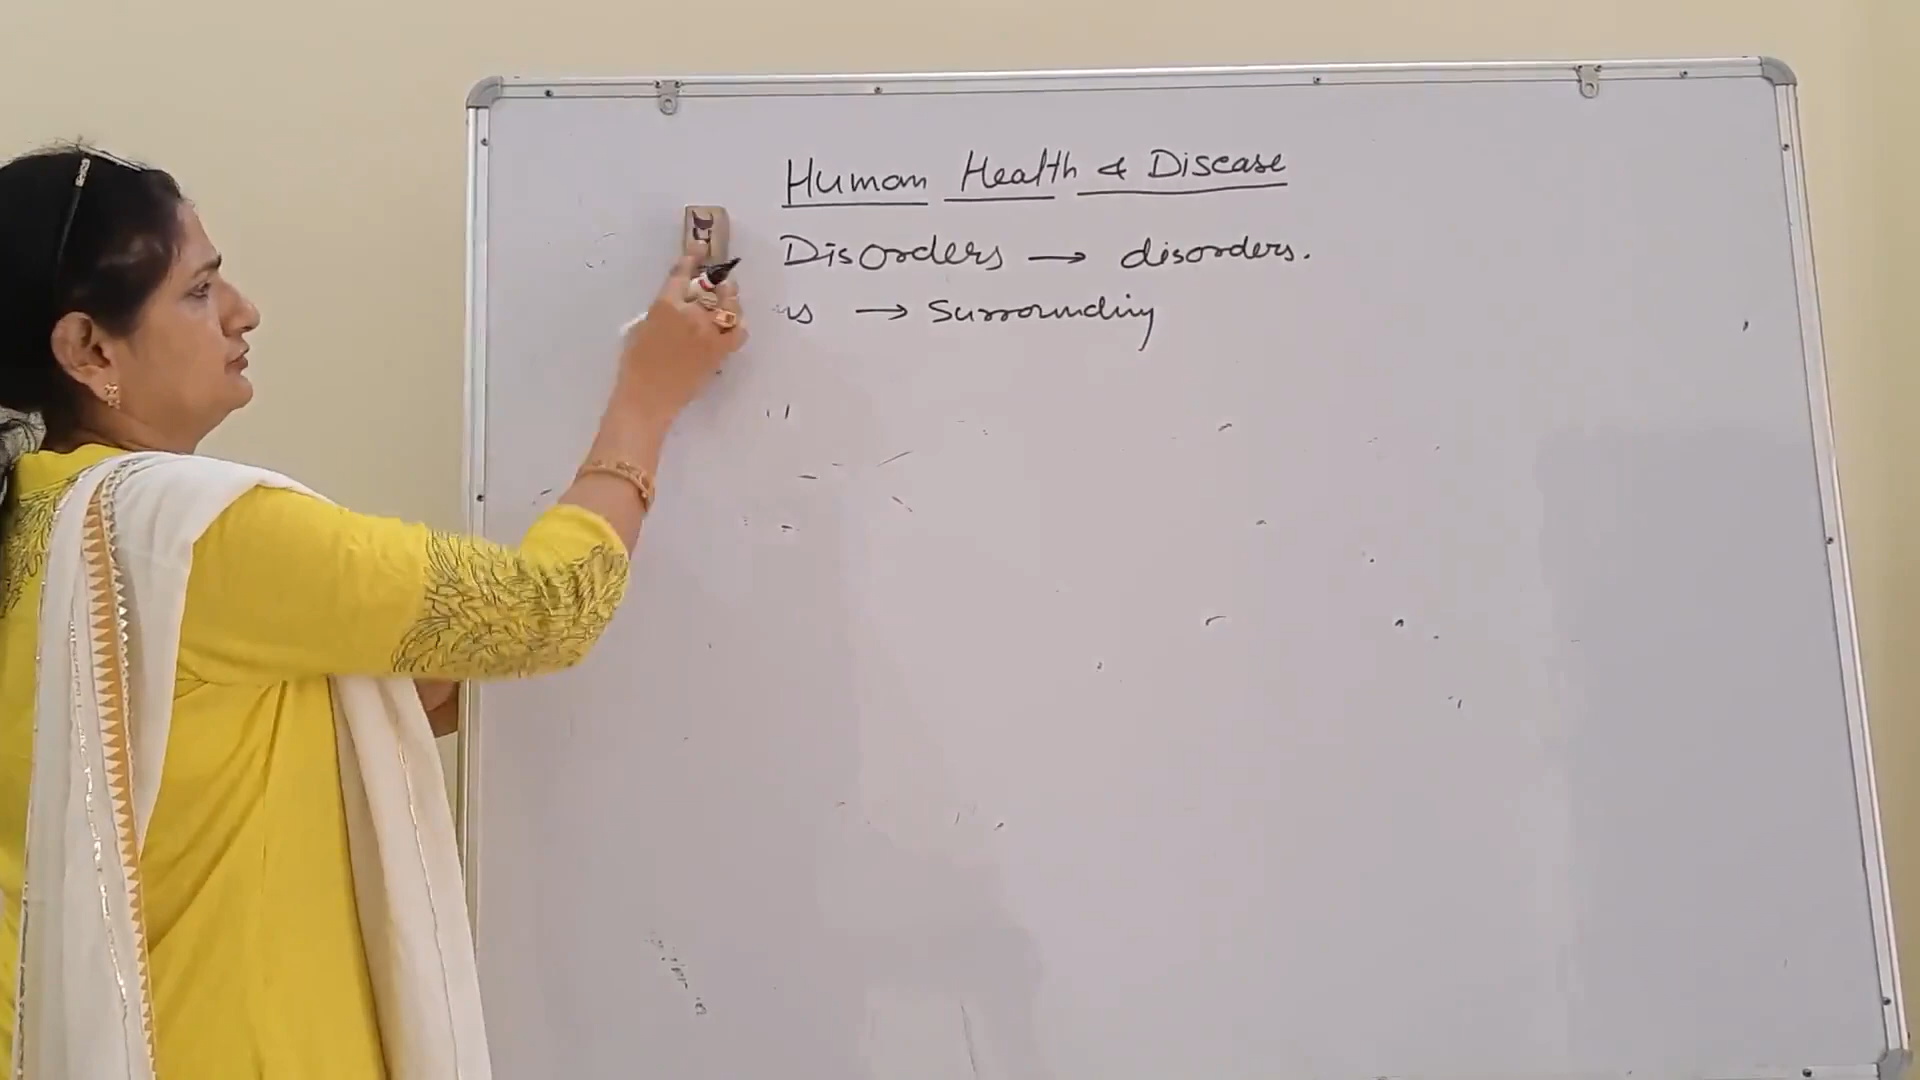 Human Health & Disease
Disorders → disorders.
→ Surrounding